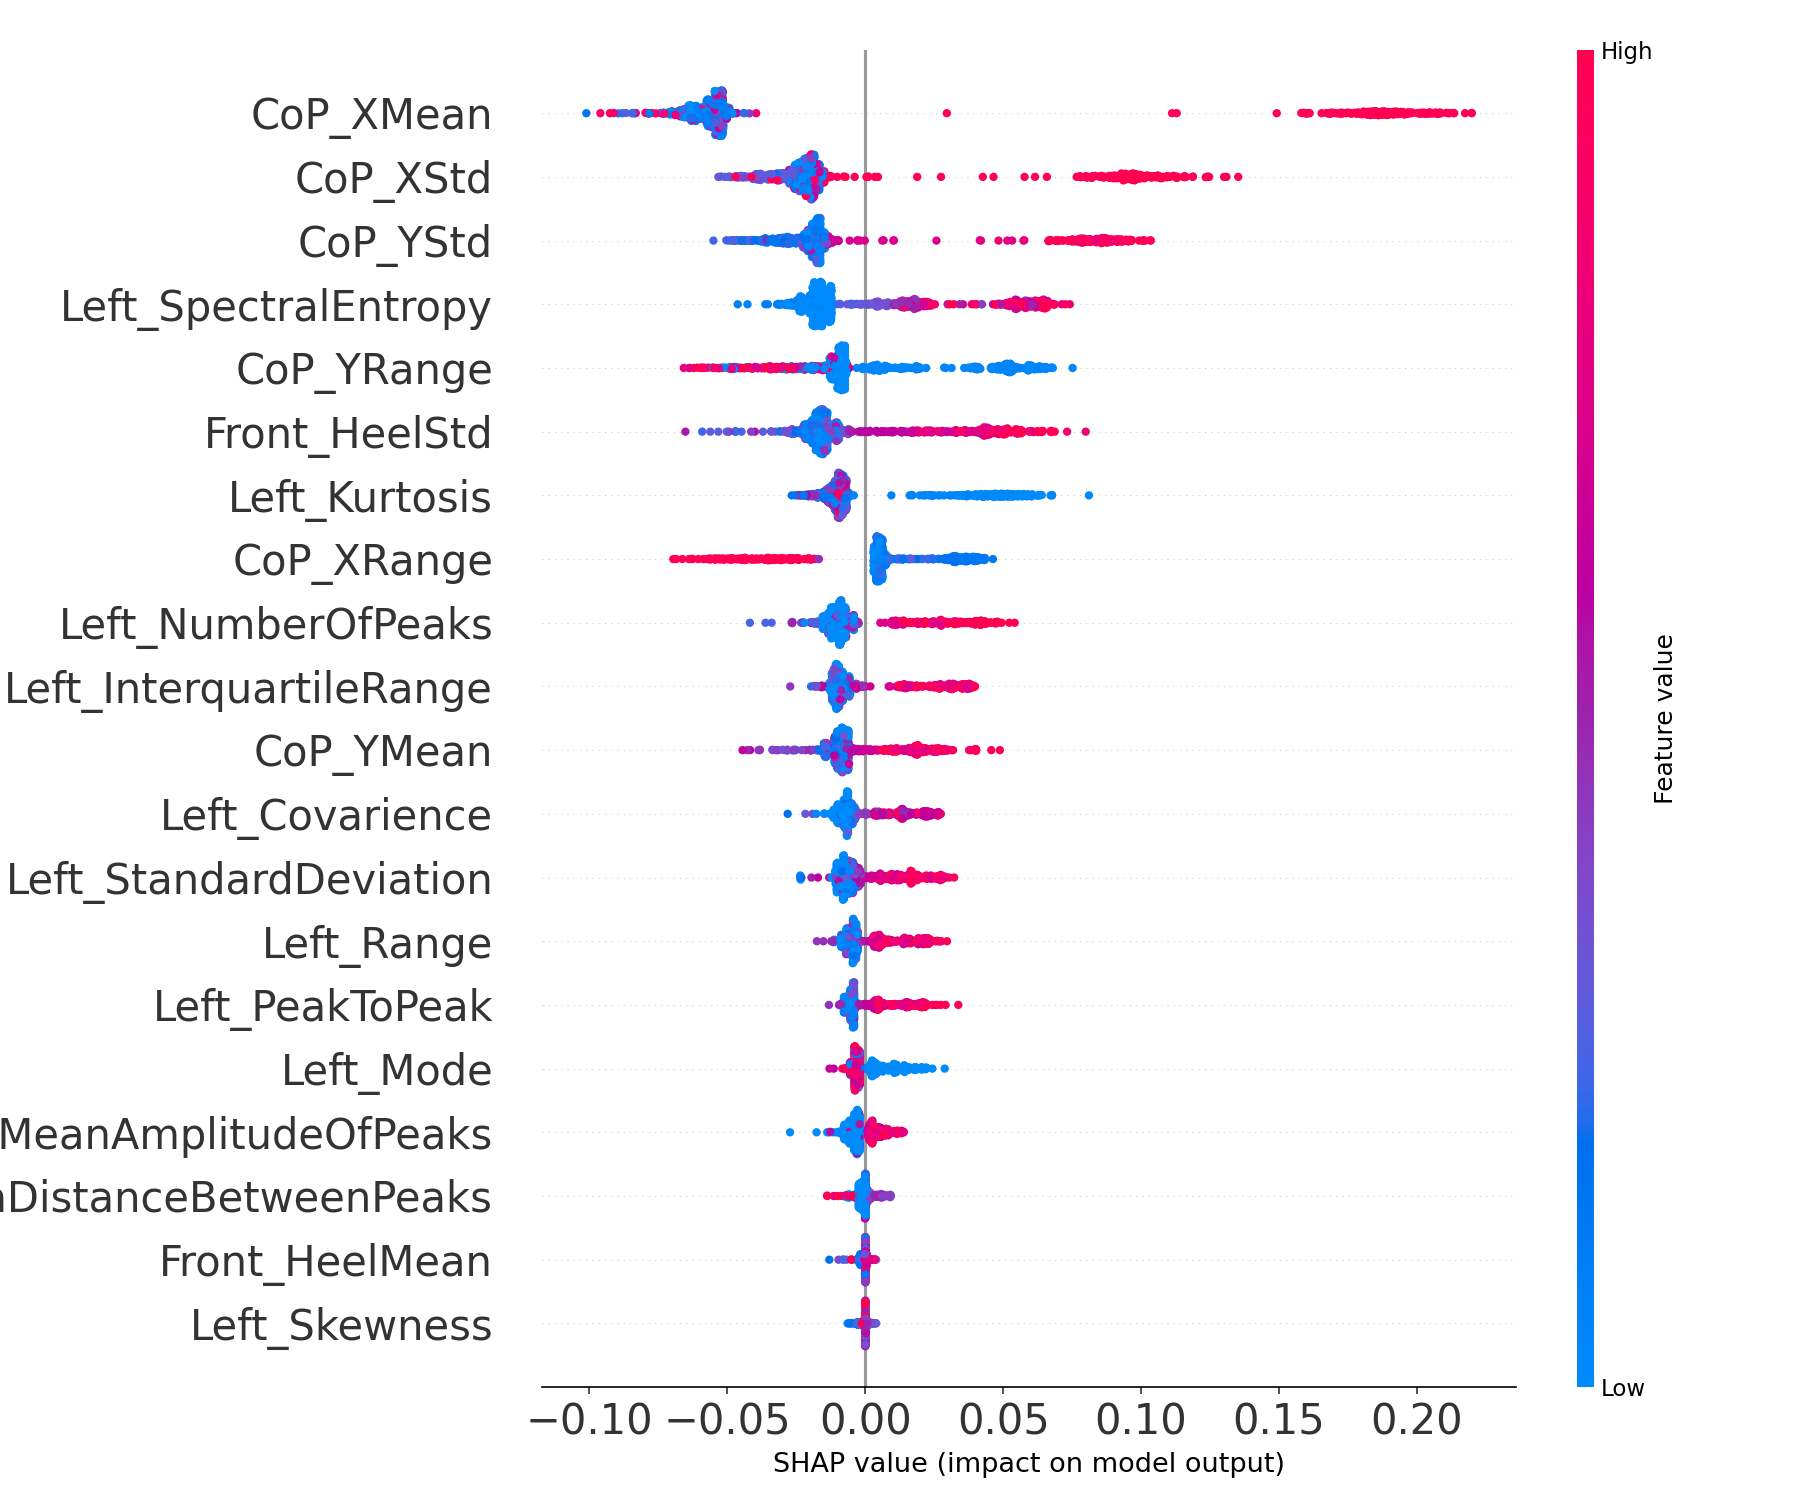 High
CoP_XMean
CoP_XStd
CoP_YStd
Left_SpectralEntropy
CoP_YRange
Front_HeelStd
Left_Kurtosis
CoP_XRange
Left_NumberOfPeaks
Left_InterquartileRange
CoP_YMean
Left_Covarience
Left_StandardDeviation
Left_Range
Left_PeakToPeak
Left_Mode
MeanAmplitudeOfPeaks
DistanceBetweenPeaks
Front_HeelMean
Left_Skewness
Feature value
Low
−0.10 −0.05 0.00 0.05 0.10 0.15 0.20
SHAP value (impact on model output)